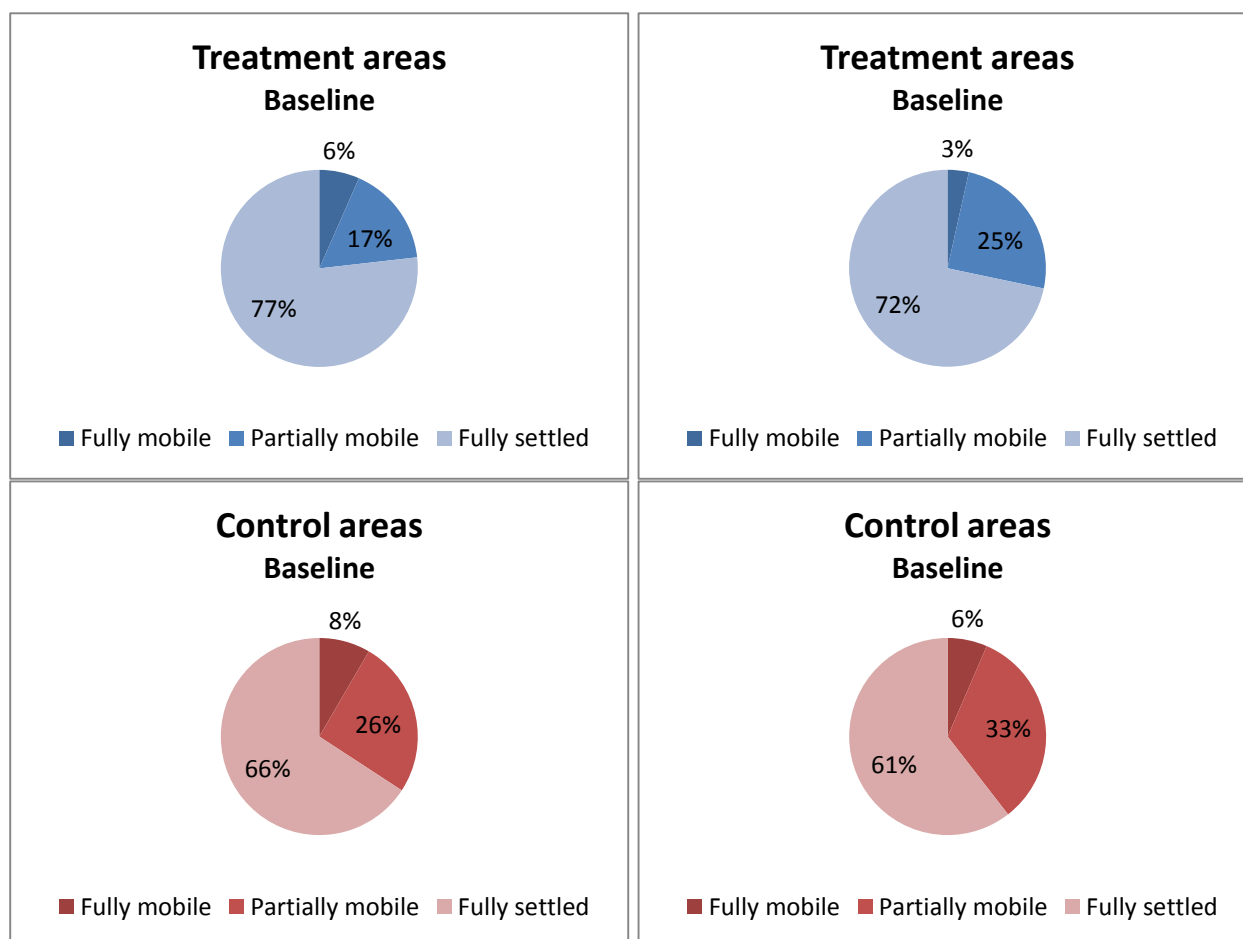 Treatment areas
Baseline
6%
17%
77%
Fully mobile Partially mobile Fully settled
Treatment areas
Baseline
3%
25%
72%
Fully mobile Partially mobile Fully settled
Control areas
Baseline
8%
26%
66%
Fully mobile Partially mobile Fully settled
Control areas
Baseline
6%
33%
61%
Fully mobile Partially mobile Fully settled